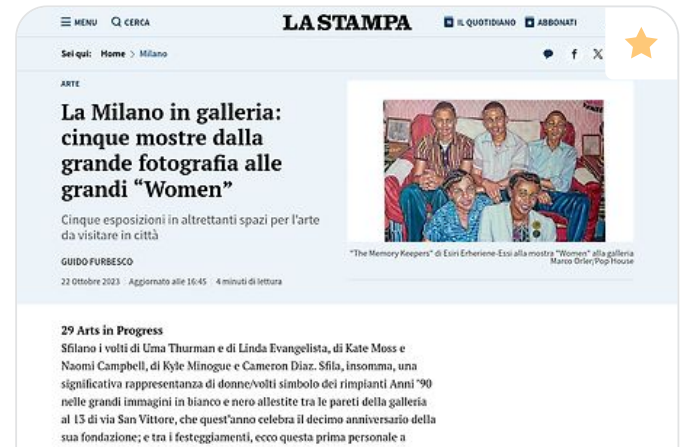 MENU
CERCA
LA STAMPA
IL QUOTIDIANO
ABBONATI
Sei qui: Home > Milano
ARTE
La Milano in galleria:
cinque mostre dalla
grande fotografia alle
grandi “Women”
Cinque esposizioni in altrettanti spazi per l'arte
da visitare in città
GUIDO FURBESCO
22 Ottobre 2023 | Aggiornato alle 16:45 | 4 minuti di lettura
"The Memory Keepers" di Esiri Erheriene-Essi alla mostra "Women" alla galleria
Marco Orler/Pop House
29 Arts in Progress
Sfilano i volti di Uma Thurman e di Linda Evangelista, di Kate Moss e
Naomi Campbell, di Kyle Minogue e Cameron Diaz. Sfila, insomma, una
significativa rappresentanza di donne/volti simbolo dei rimpianti Anni '90
nelle grandi immagini in bianco e nero allestite tra le pareti della galleria
al 13 di via San Vittore, che quest'anno celebra il decimo anniversario della
sua fondazione; e tra i festeggiamenti, ecco questa prima personale a